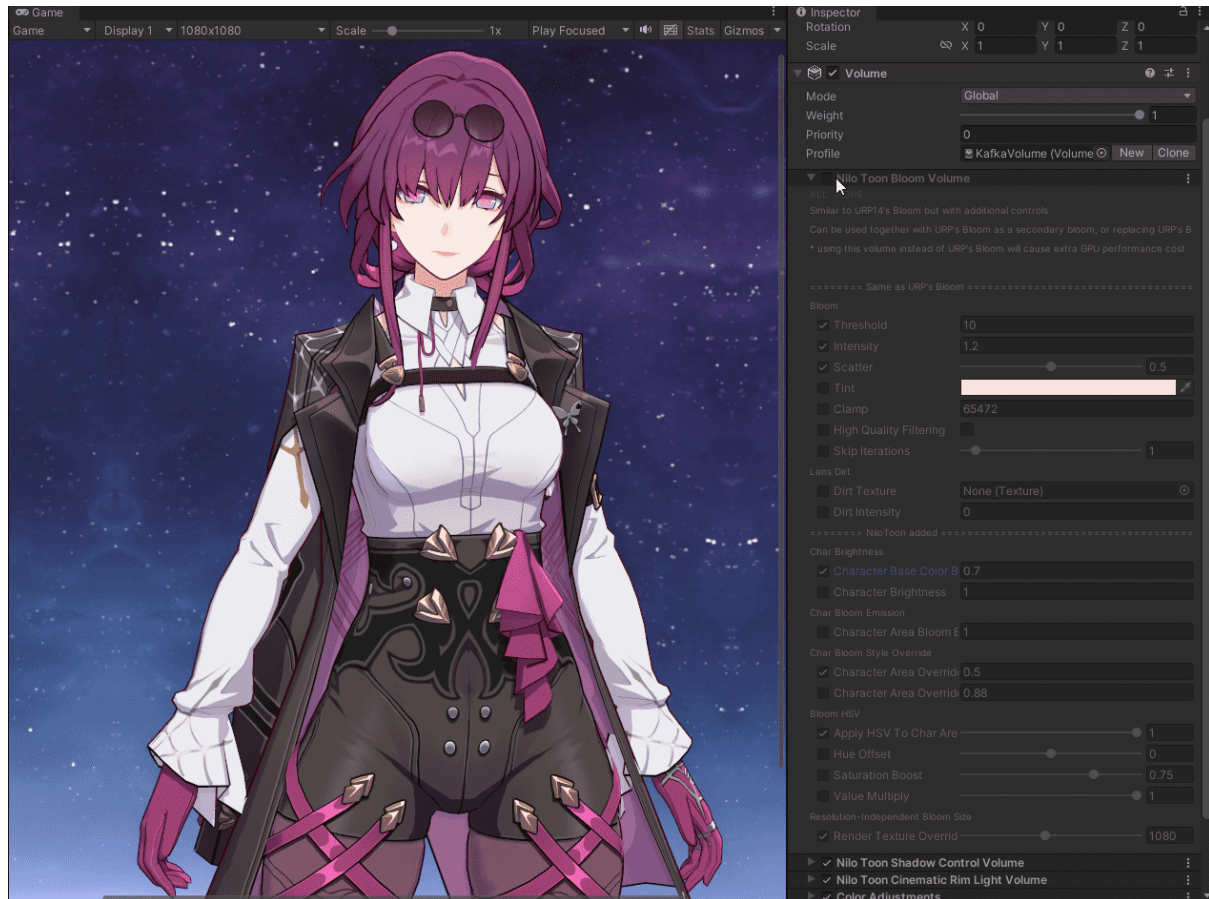 Game
Inspector
Game Display 1 1080x1080 Scale 1x Play Focused Stats Gizmos
Rotation X 0 Y 0 Z 0
Scale X 1 Y 1 Z 1
Volume
Mode Global
Weight 1
Priority 0
Profile KafkaVolume (Volume New Clone
Nilo Toon Bloom Volume
ALL NONE
Similar to URP14's Bloom but with additional controls
Can be used together with URP's Bloom as a secondary bloom, or replacing URP's B
* using this volume instead of URP's Bloom will cause extra GPU performance cost
======== Same as URP's Bloom ==================================
Bloom
Threshold 10
Intensity 1.2
Scatter 0.5
Tint
Clamp 65472
High Quality Filtering
Skip Iterations 1
Lens Dirt
Dirt Texture None (Texture)
Dirt Intensity 0
======== NiloToon added ======================================
Char Brightness
Character Base Color B 0.7
Character Brightness 1
Char Bloom Emission
Character Area Bloom E 1
Char Bloom Style Override
Character Area Overrid 0.5
Character Area Overrid 0.88
Bloom HSV
Apply HSV To Char Are 1
Hue Offset 0
Saturation Boost 0.75
Value Multiply 1
Resolution-Independent Bloom Size
Render Texture Overrid 1080
Nilo Toon Shadow Control Volume
Nilo Toon Cinematic Rim Light Volume
Color Adjustments